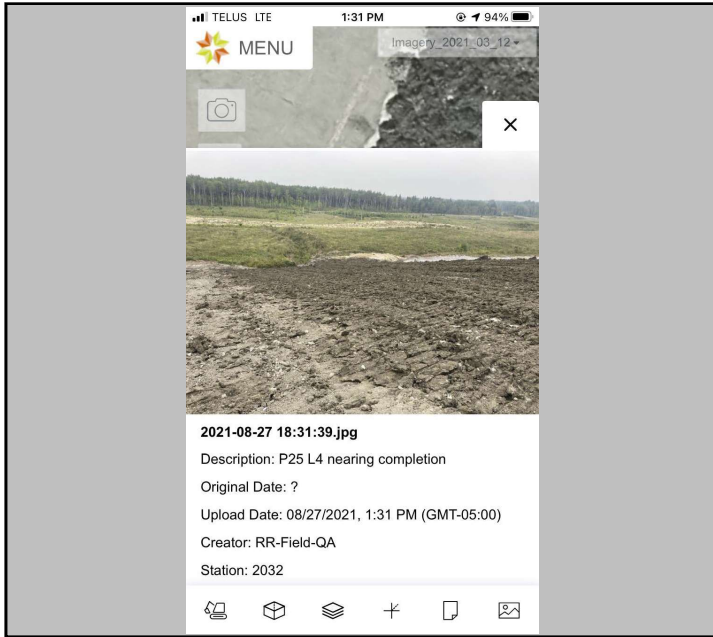 TELUS LTE 1:31 PM 94%
MENU
Imagery_2021_03_12
2021-08-27 18:31:39.jpg
Description: P25 L4 nearing completion
Original Date: ?
Upload Date: 08/27/2021, 1:31 PM (GMT-05:00)
Creator: RR-Field-QA
Station: 2032